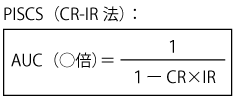 PISCS（CR-IR 法）：
AUC（◯倍）＝
1
1 − CR×IR